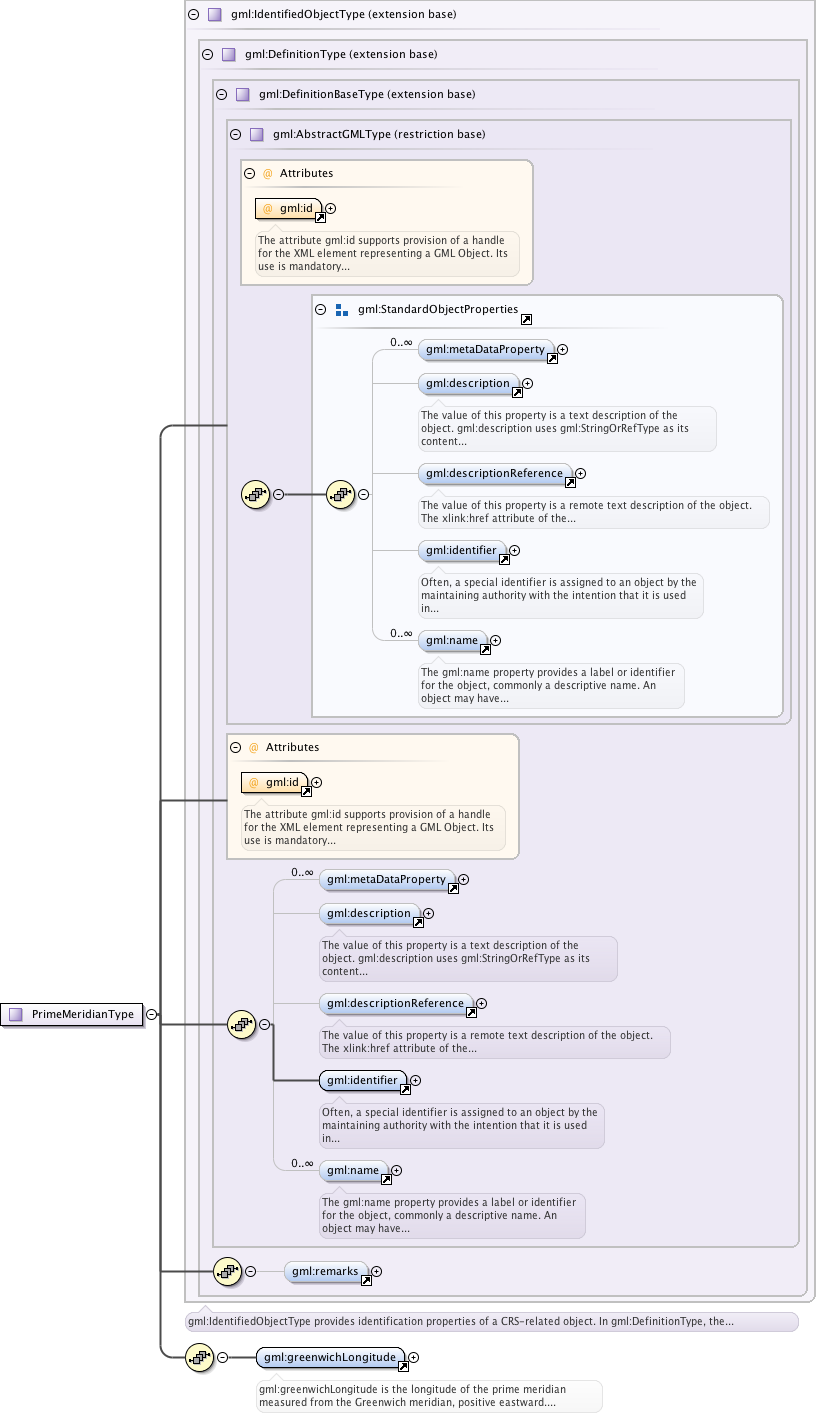 gml:IdentifiedObjectType (extension base)
gml:DefinitionType (extension base)
gml:DefinitionBaseType (extension base)
gml:AbstractGMLType (restriction base)
@ Attributes
@ gml:id
The attribute gml:id supports provision of a handle
for the XML element representing a GML Object. Its
use is mandatory...
gml:StandardObjectProperties
0..∞
gml:metaDataProperty
gml:description
The value of this property is a text description of the
object. gml:description uses gml:StringOrRefType as its
content...
gml:descriptionReference
The value of this property is a remote text description of the object.
The xlink:href attribute of the...
gml:identifier
Often, a special identifier is assigned to an object by the
maintaining authority with the intention that it is used
in...
0..∞
gml:name
The gml:name property provides a label or identifier
for the object, commonly a descriptive name. An
object may have...
@ Attributes
@ gml:id
The attribute gml:id supports provision of a handle
for the XML element representing a GML Object. Its
use is mandatory...
0..∞
gml:metaDataProperty
gml:description
The value of this property is a text description of the
object. gml:description uses gml:StringOrRefType as its
content...
gml:descriptionReference
The value of this property is a remote text description of the object.
The xlink:href attribute of the...
PrimeMeridianType
gml:identifier
Often, a special identifier is assigned to an object by the
maintaining authority with the intention that it is used
in...
0..∞
gml:name
The gml:name property provides a label or identifier
for the object, commonly a descriptive name. An
object may have...
gml:remarks
gml:IdentifiedObjectType provides identification properties of a CRS-related object. In gml:DefinitionType, the...
gml:greenwichLongitude
gml:greenwichLongitude is the longitude of the prime meridian
measured from the Greenwich meridian, positive eastward....